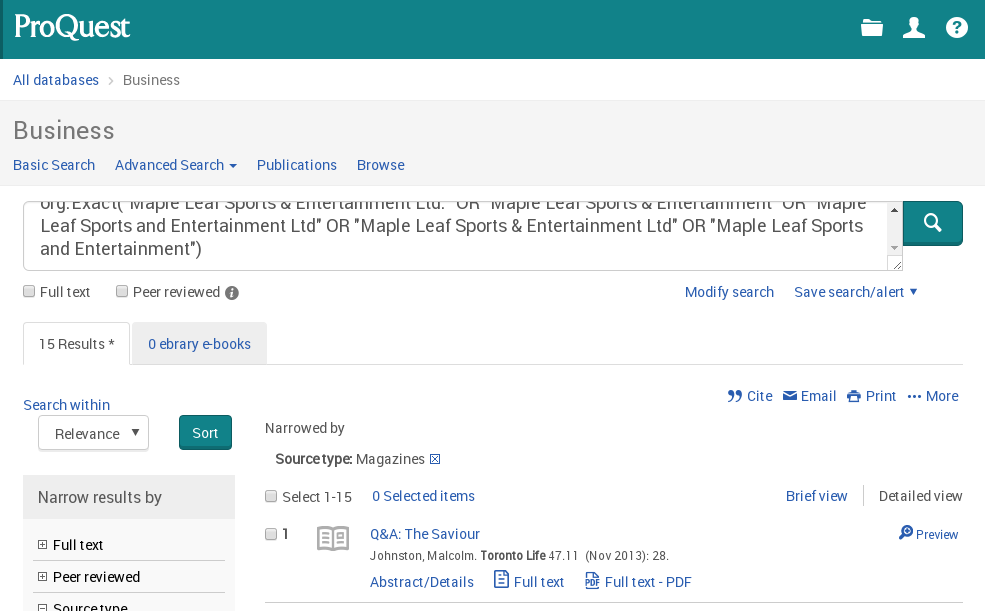 ProQuest
All databases > Business
Business
Basic Search Advanced Search Publications Browse
org.Exact("Maple Leaf Sports & Entertainment Ltd." OR "Maple Leaf Sports & Entertainment" OR "Maple
Leaf Sports and Entertainment Ltd" OR "Maple Leaf Sports & Entertainment Ltd" OR "Maple Leaf Sports
and Entertainment")
Full text Peer reviewed Modify search Save search/alert
15 Results * 0 ebrary e-books
Cite Email Print More
Search within
Relevance Sort
Narrowed by
Source type: Magazines
Narrow results by
Select 1-15 0 Selected items Brief view Detailed view
1 Q&A: The Saviour Preview
Johnston, Malcolm. Toronto Life 47.11 (Nov 2013): 28.
Abstract/Details Full text Full text - PDF
Full text
Peer reviewed
Source type